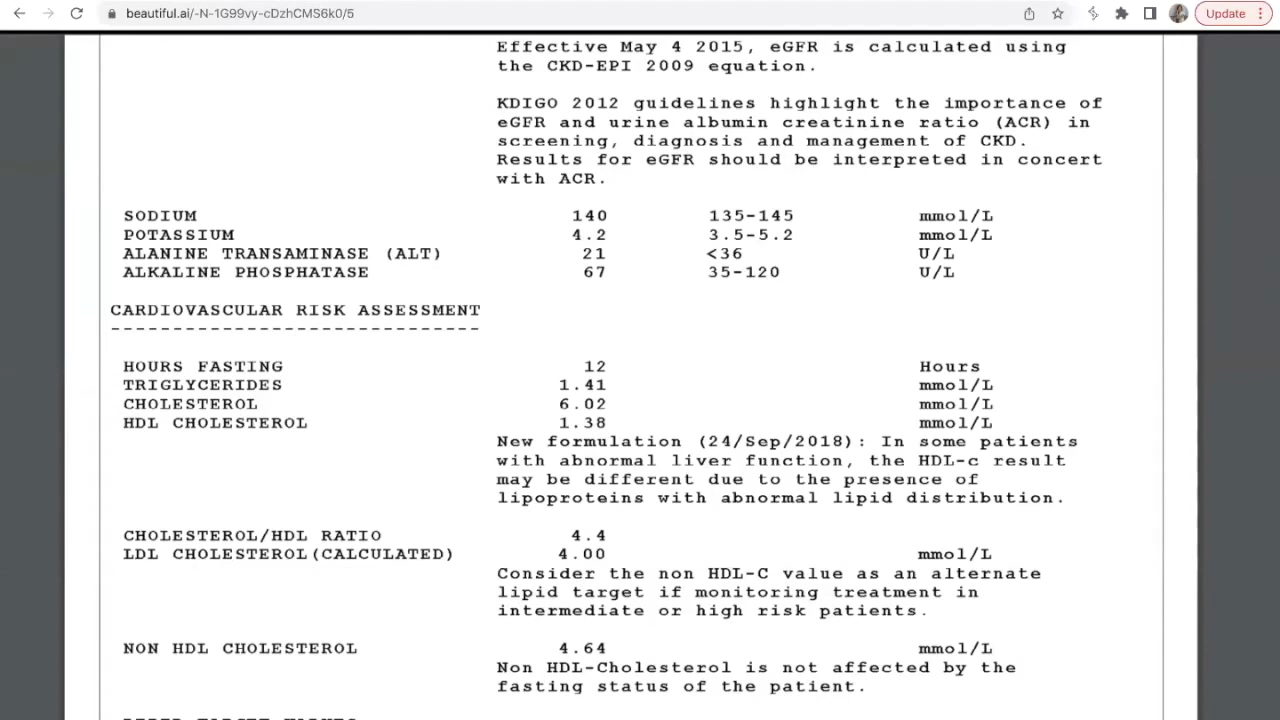 beautiful.ai/-N-1G99vy-cDzhCMS6k0/5
Update
Effective May 4 2015, eGFR is calculated using
the CKD-EPI 2009 equation.
KDIGO 2012 guidelines highlight the importance of
eGFR and urine albumin creatinine ratio (ACR) in
screening, diagnosis and management of CKD.
Results for eGFR should be interpreted in concert
with ACR.
SODIUM 140 135-145 mmol/L
POTASSIUM 4.2 3.5-5.2 mmol/L
ALANINE TRANSAMINASE (ALT) 21 <36 U/L
ALKALINE PHOSPHATASE 67 35-120 U/L
CARDIOVASCULAR RISK ASSESSMENT
------------------------------
HOURS FASTING 12 Hours
TRIGLYCERIDES 1.41 mmol/L
CHOLESTEROL 6.02 mmol/L
HDL CHOLESTEROL 1.38 mmol/L
New formulation (24/Sep/2018): In some patients
with abnormal liver function, the HDL-c result
may be different due to the presence of
lipoproteins with abnormal lipid distribution.
CHOLESTEROL/HDL RATIO 4.4
LDL CHOLESTEROL(CALCULATED) 4.00 mmol/L
Consider the non HDL-C value as an alternate
lipid target if monitoring treatment in
intermediate or high risk patients.
NON HDL CHOLESTEROL 4.64 mmol/L
Non HDL-Cholesterol is not affected by the
fasting status of the patient.